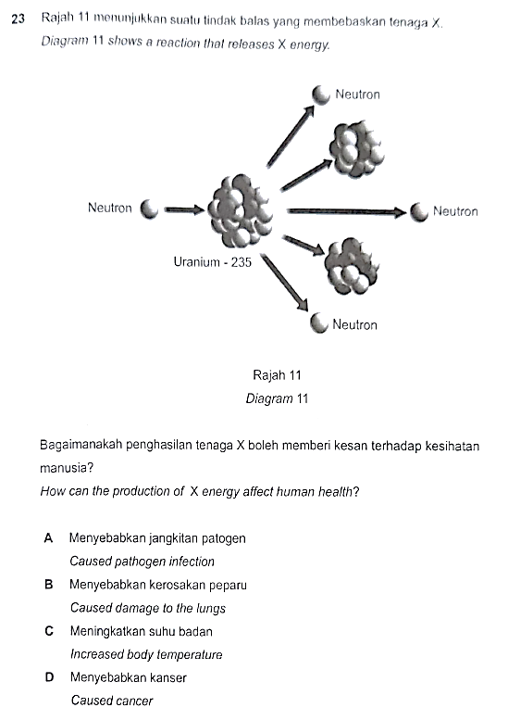 23 Rajah 11 menunjukkan suatu tindak balas yang membebaskan tenaga X.
Diagram 11 shows a reaction that releases X energy.
Neutron
Neutron
Neutron
Uranium - 235
Neutron
Rajah 11
Diagram 11
Bagaimanakah penghasilan tenaga X boleh memberi kesan terhadap kesihatan
manusia?
How can the production of X energy affect human health?
A Menyebabkan jangkitan patogen
Caused pathogen infection
B Menyebabkan kerosakan peparu
Caused damage to the lungs
C Meningkatkan suhu badan
Increased body temperature
D Menyebabkan kanser
Caused cancer